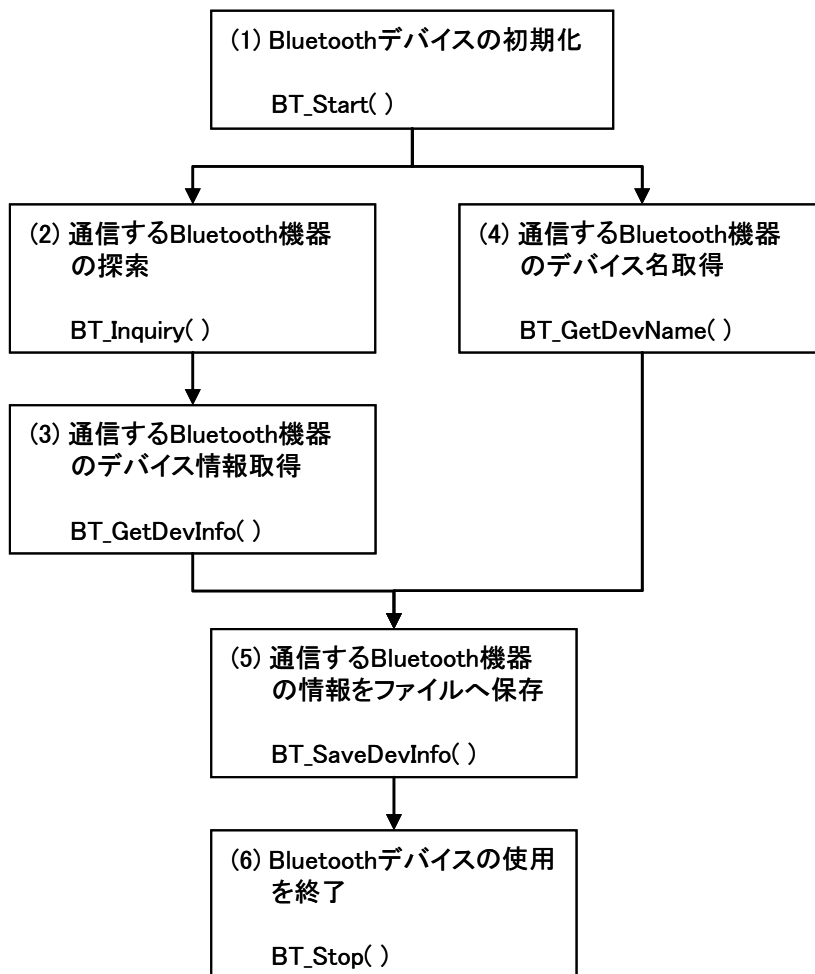 (1) Bluetoothデバイスの初期化
BT_Start( )
(2) 通信するBluetooth機器
の探索
BT_Inquiry( )
(3) 通信するBluetooth機器
のデバイス情報取得
BT_GetDevInfo( )
(4) 通信するBluetooth機器
のデバイス名取得
BT_GetDevName( )
(5) 通信するBluetooth機器
の情報をファイルへ保存
BT_SaveDevInfo( )
(6) Bluetoothデバイスの使用
を終了
BT_Stop( )